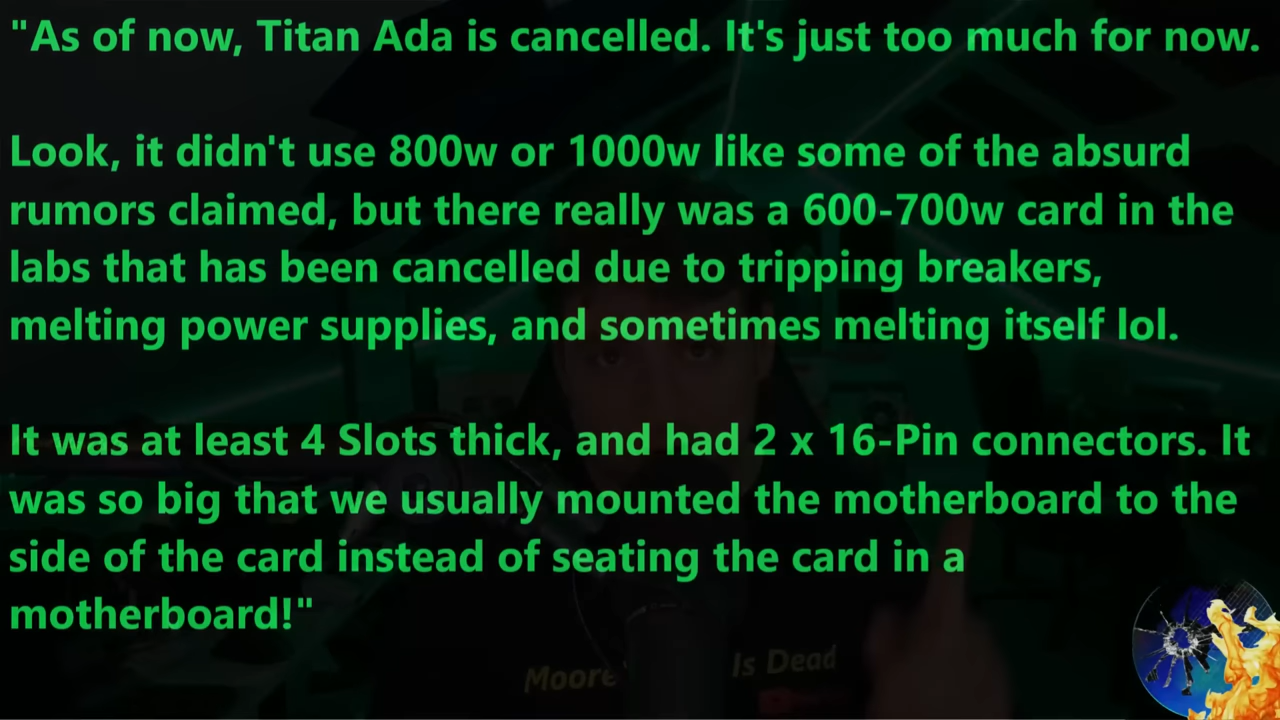 "As of now, Titan Ada is cancelled. It's just too much for now.
Look, it didn't use 800w or 1000w like some of the absurd
rumors claimed, but there really was a 600-700w card in the
labs that has been cancelled due to tripping breakers,
melting power supplies, and sometimes melting itself lol.
It was at least 4 Slots thick, and had 2 x 16-Pin connectors. It
was so big that we usually mounted the motherboard to the
side of the card instead of seating the card in a
motherboard!"
Moore Is Dead